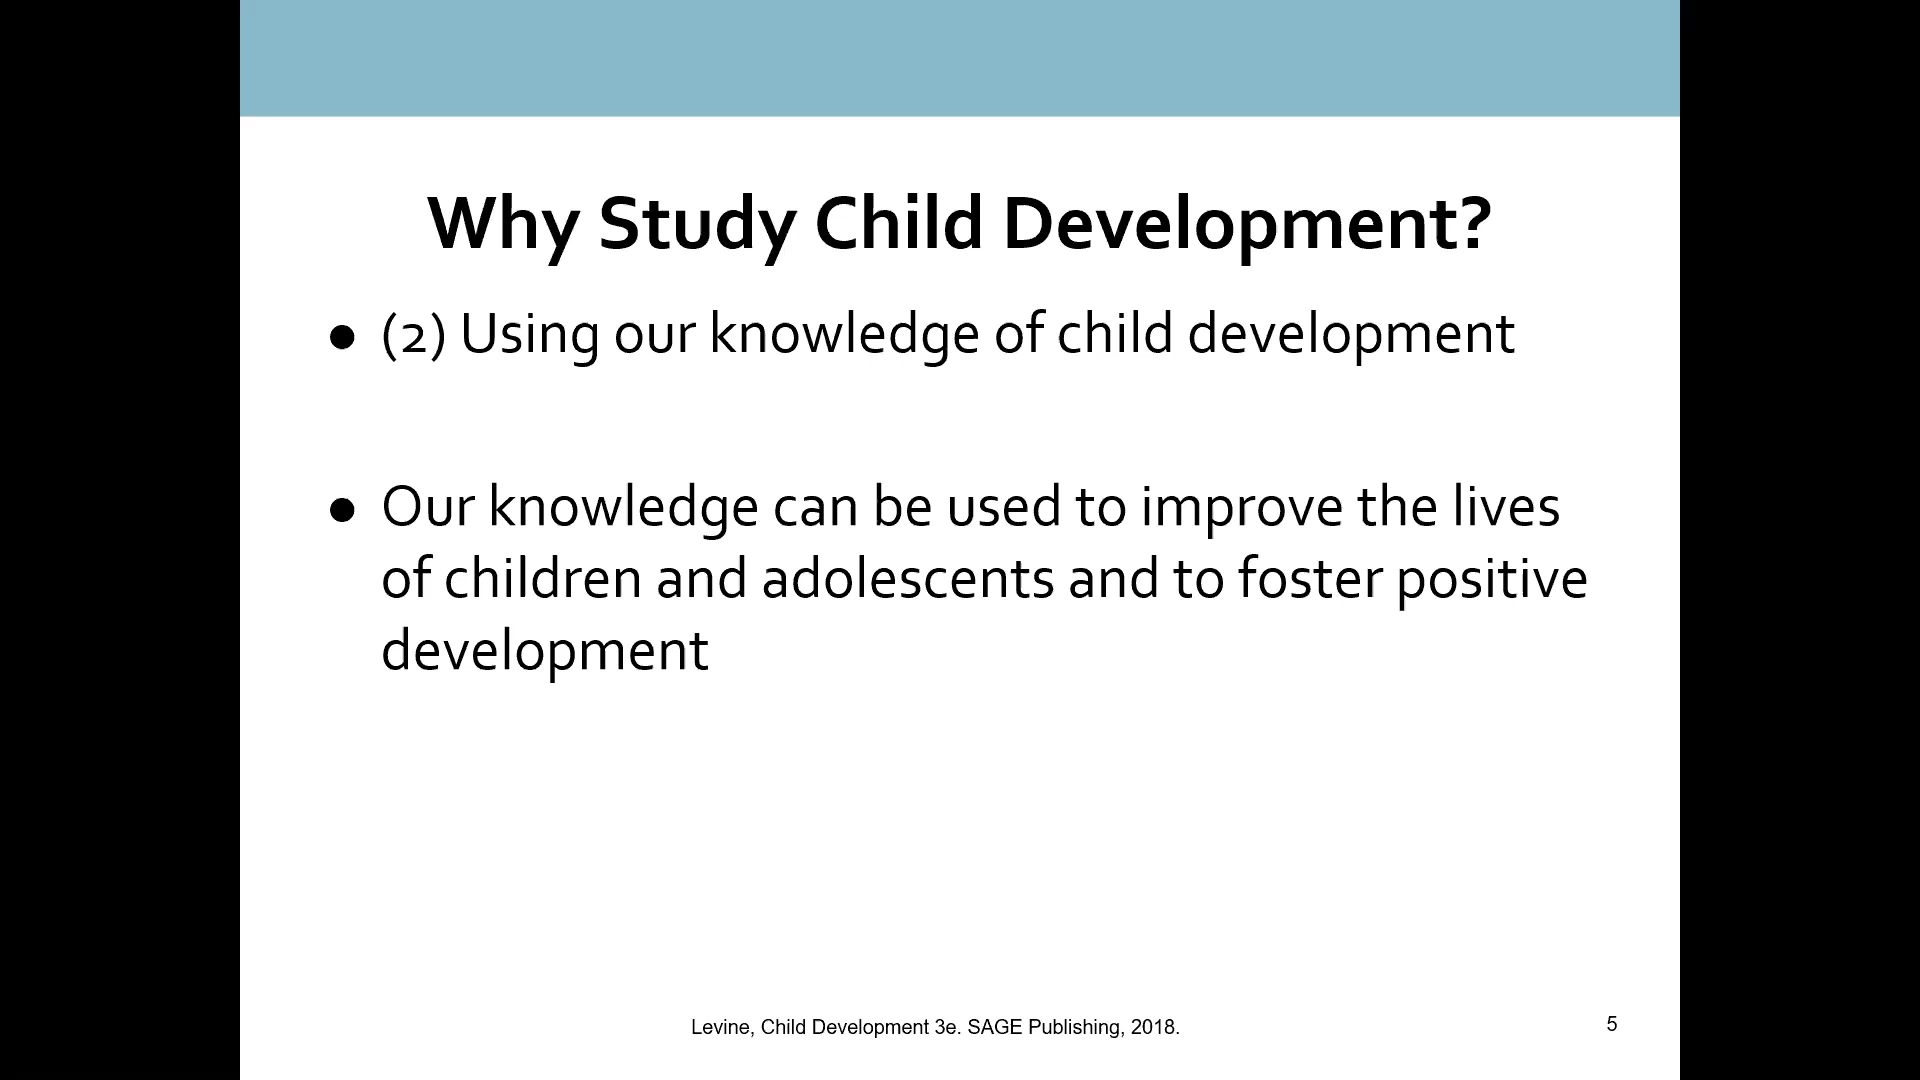 Why Study Child Development?
● (2) Using our knowledge of child development
● Our knowledge can be used to improve the lives
of children and adolescents and to foster positive
development
Levine, Child Development 3e. SAGE Publishing, 2018.
5